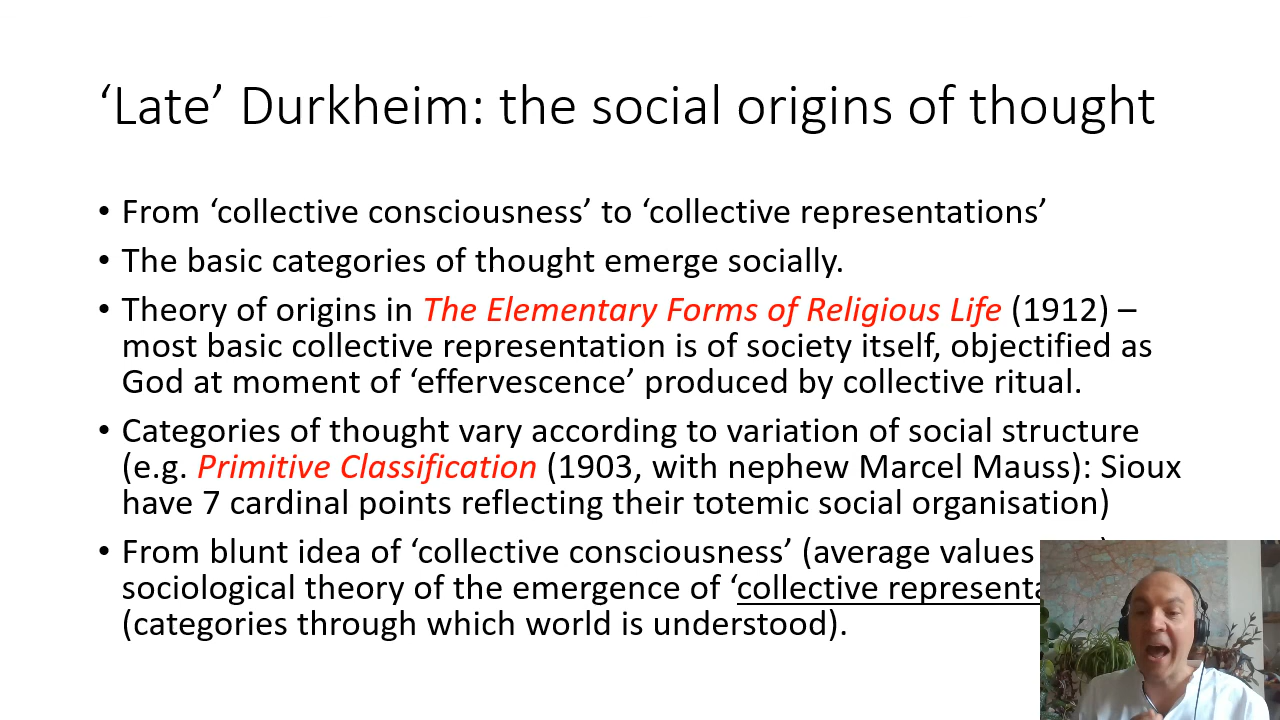 ‘Late’ Durkheim: the social origins of thought
• From ‘collective consciousness’ to ‘collective representations’
• The basic categories of thought emerge socially.
• Theory of origins in The Elementary Forms of Religious Life (1912) –
most basic collective representation is of society itself, objectified as
God at moment of ‘effervescence’ produced by collective ritual.
• Categories of thought vary according to variation of social structure
(e.g. Primitive Classification (1903, with nephew Marcel Mauss): Sioux
have 7 cardinal points reflecting their totemic social organisation)
• From blunt idea of ‘collective consciousness’ (average values
sociological theory of the emergence of ‘collective
(categories through which world is understood).